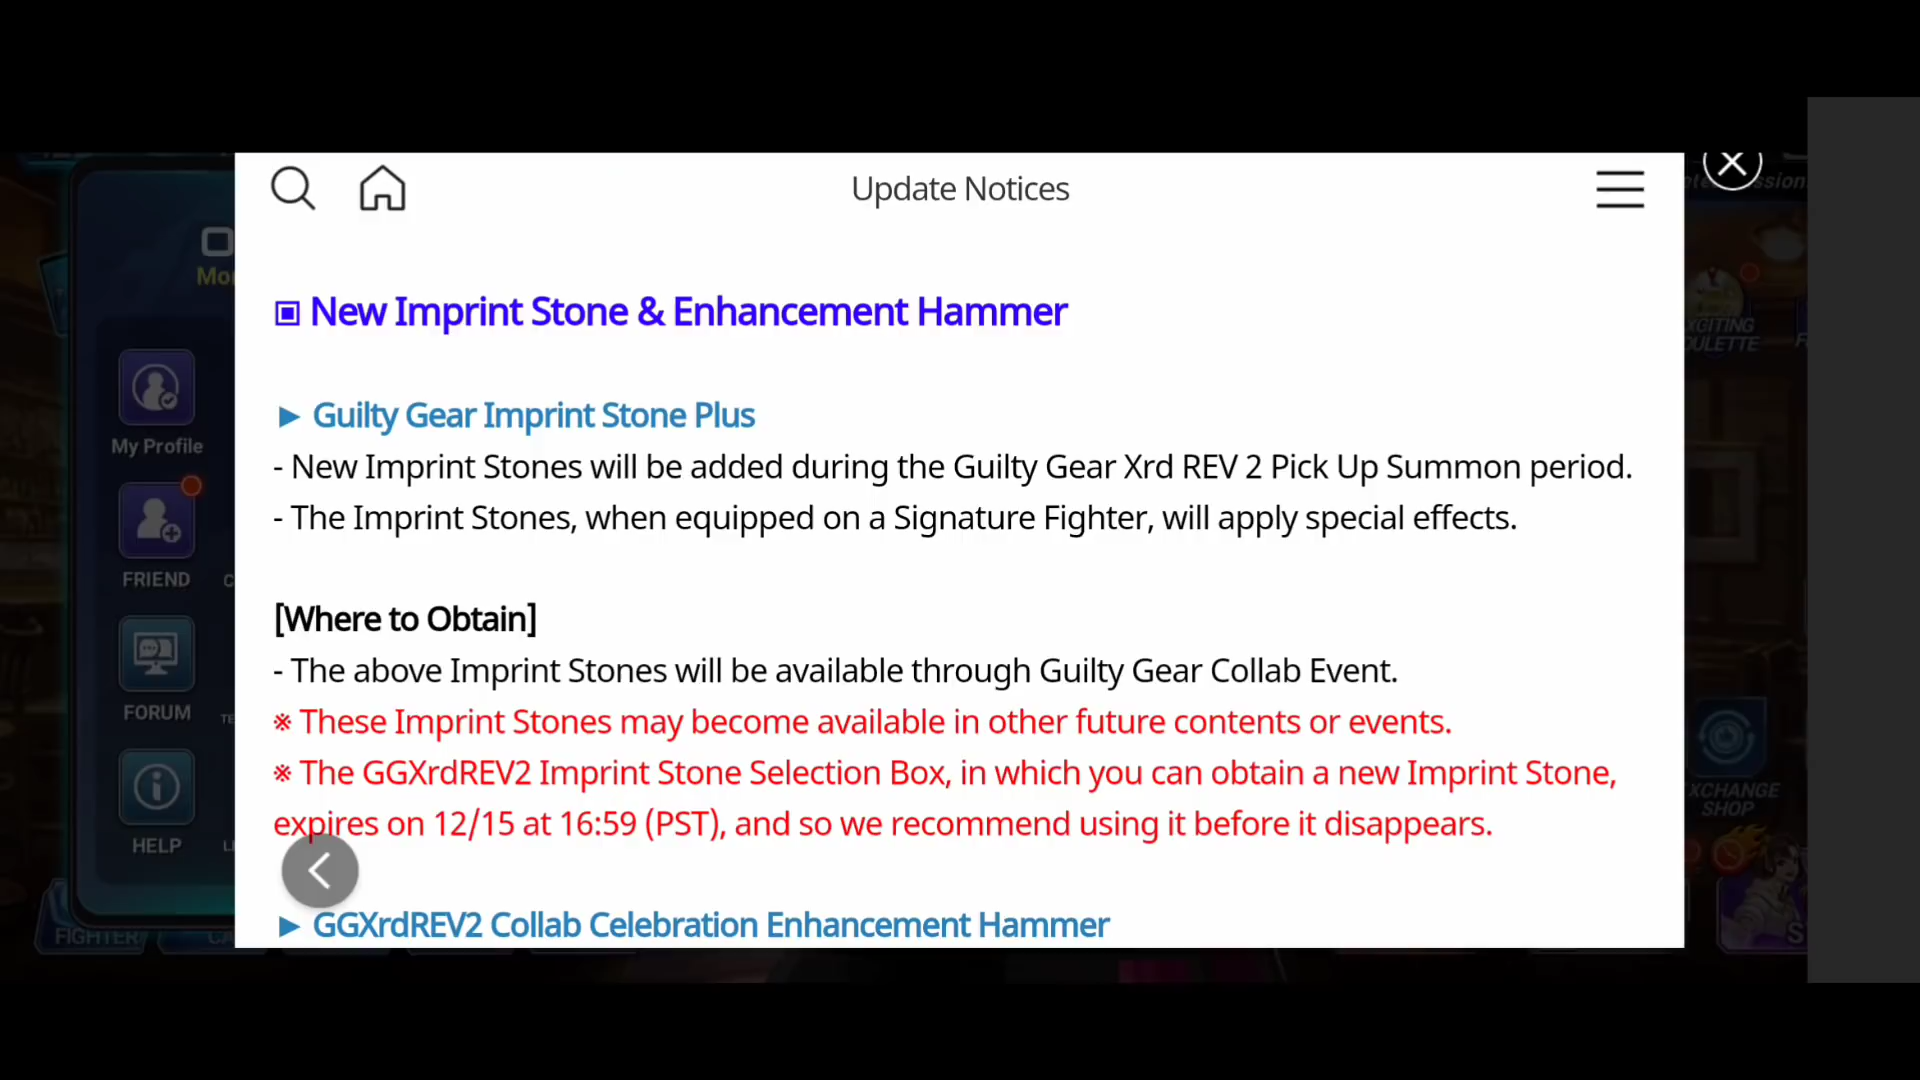 Update Notices
▣ New Imprint Stone & Enhancement Hammer
► Guilty Gear Imprint Stone Plus
- New Imprint Stones will be added during the Guilty Gear Xrd REV 2 Pick Up Summon period.
- The Imprint Stones, when equipped on a Signature Fighter, will apply special effects.
[Where to Obtain]
- The above Imprint Stones will be available through Guilty Gear Collab Event.
※ These Imprint Stones may become available in other future contents or events.
※ The GGXrdREV2 Imprint Stone Selection Box, in which you can obtain a new Imprint Stone,
expires on 12/15 at 16:59 (PST), and so we recommend using it before it disappears.
► GGXrdREV2 Collab Celebration Enhancement Hammer
My Profile
FRIEND
FORUM
HELP
FIGHTER
SHOP